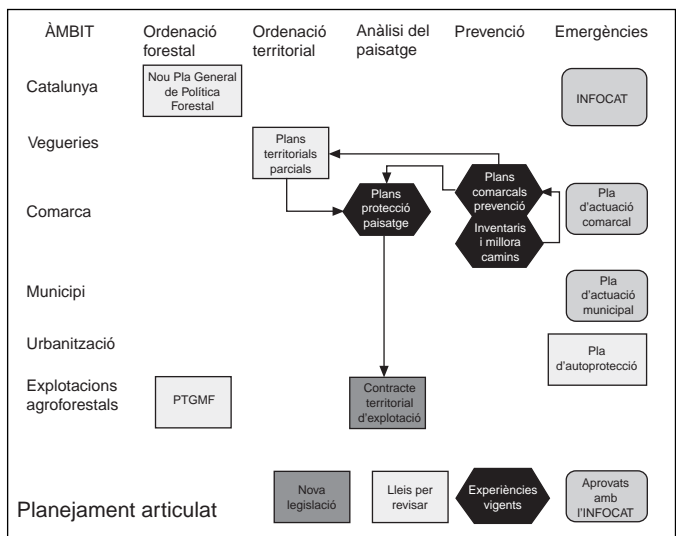 ÀMBIT
Ordenació
forestal
Ordenació
territorial
Anàlisi del
paisatge
Prevenció
Emergències
Catalunya
Nou Pla General
de Política
Forestal
INFOCAT
Vegueries
Plans
territorials
parcials
Comarca
Plans
protecció
paisatge
Plans
comarcals
prevenció
Inventaris
i millora
camins
Pla
d'actuació
comarcal
Municipi
Pla
d'actuació
municipal
Urbanització
Pla
d'autoprotecció
Explotacions
agroforestals
PTGMF
Contracte
territorial
d'explotació
Planejament articulat
Nova
legislació
Lleis per
revisar
Experiències
vigents
Aprovats
amb
l'INFOCAT